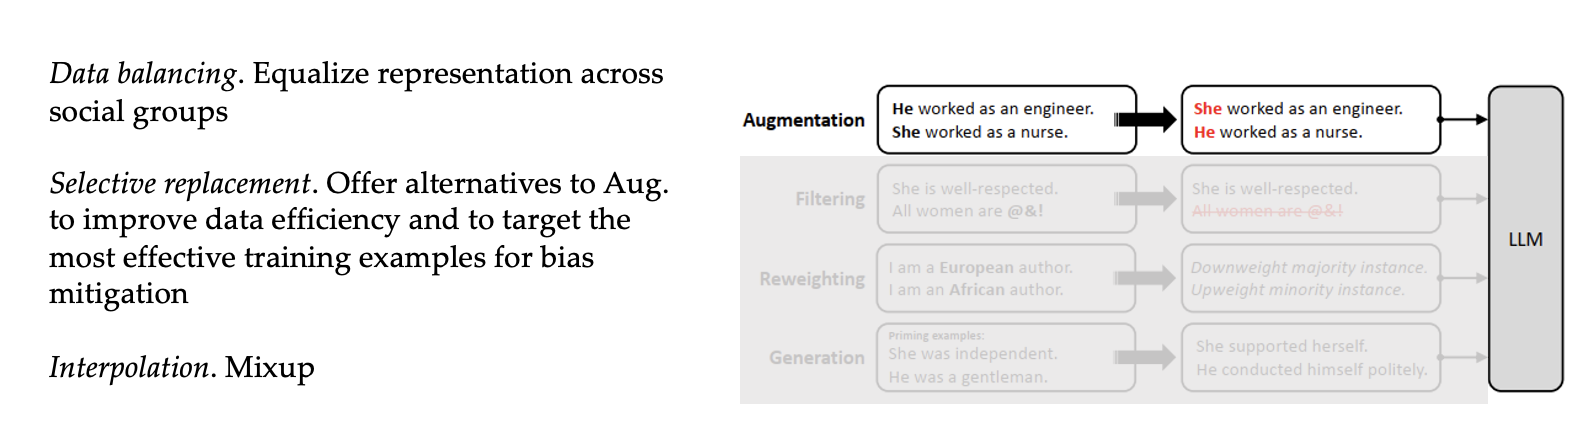 Data balancing. Equalize representation across
social groups
Selective replacement. Offer alternatives to Aug.
to improve data efficiency and to target the
most effective training examples for bias
mitigation
Interpolation. Mixup
Augmentation
He worked as an engineer.
She worked as a nurse.
She worked as an engineer.
He worked as a nurse.
Filtering
She is well-respected.
All women are @&!
She is well-respected.
All women are @&!
Reweighting
I am a European author.
I am an African author.
Downweight majority instance.
Upweight minority instance.
Generation
Priming examples:
She was independent.
He was a gentleman.
She supported herself.
He conducted himself politely.
LLM